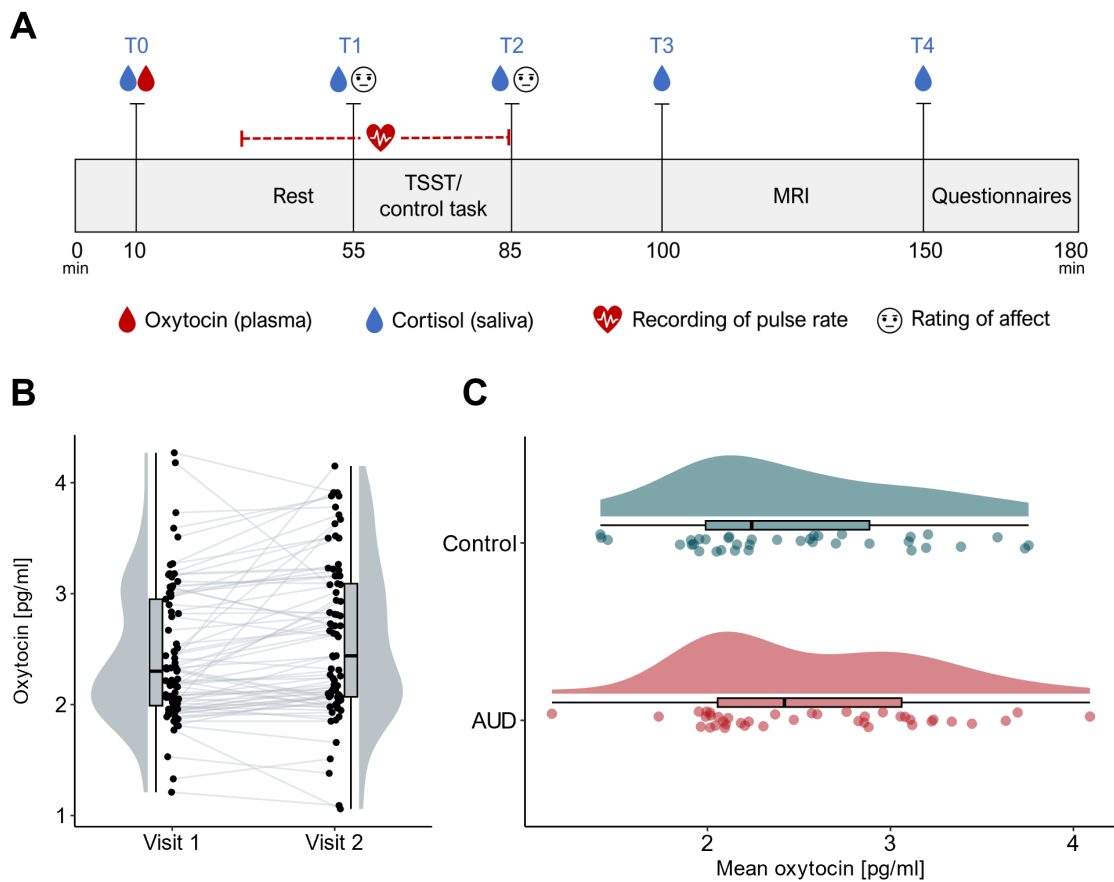 A
T0 T1 T2 T3 T4
Rest
TSST/
control task
MRI
Questionnaires
0 10 55 85 100 150 180
min min
Oxytocin (plasma) Cortisol (saliva) Recording of pulse rate Rating of affect
B
Oxytocin [pg/ml]
4
3
2
1
Visit 1 Visit 2
C
Control
AUD
2 3 4
Mean oxytocin [pg/ml]